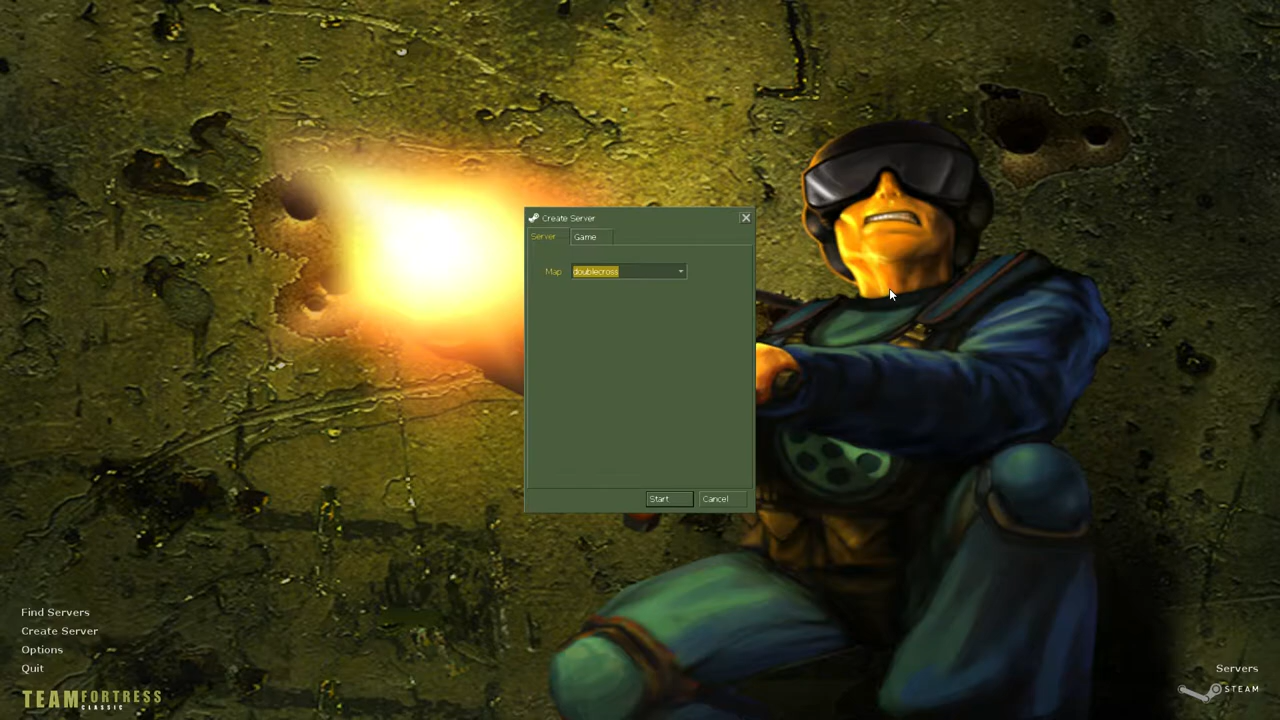 Create Server
Server Game
Map doublecross
Start Cancel
Find Servers
Create Server
Options
Quit
TEAM FORTRESS
CLASSIC
Servers
STEAM